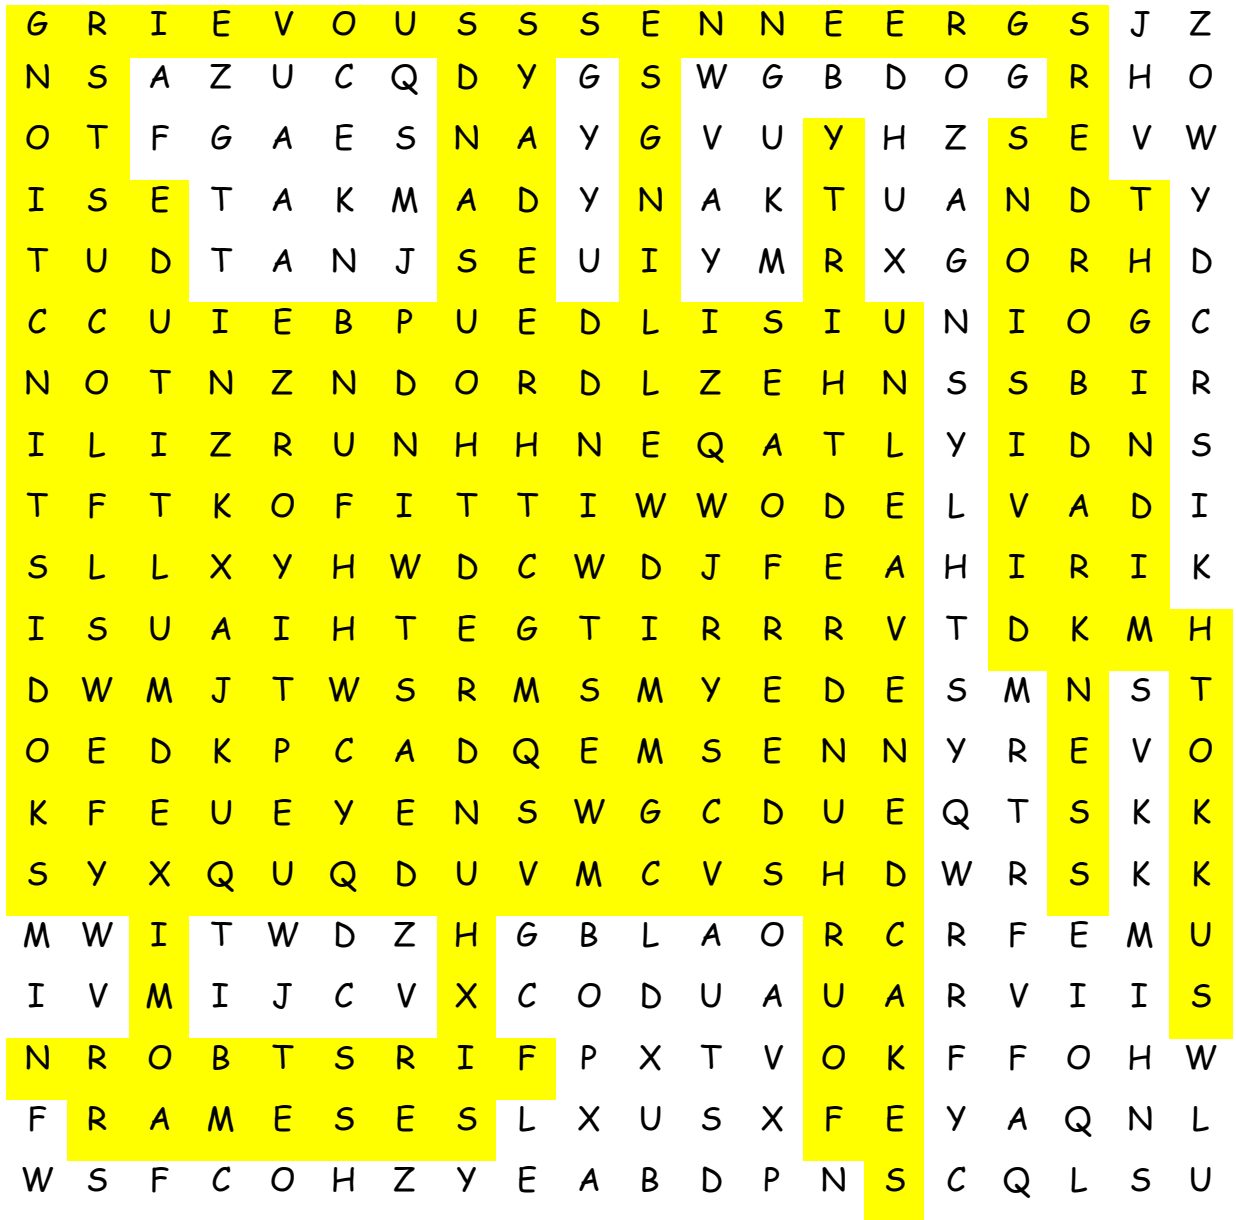 G R I E V O U S S S E N N E E R G S J Z
N S A Z U C Q D Y G S W G B D O G R H O
O T F G A E S N A Y G V U Y H Z S E V W
I S E T A K M A D Y N A K T U A N D T Y
T U D T A N J S E U I Y M R X G O R H D
C C U I E B P U E D L I S I U N I O G C
N O T N Z N D O R D L Z E H N S S B I R
I L I Z R U N H H N E Q A T L Y I D N S
T F T K O F I T T I W W O D E L V A D I
S L L X Y H W D C W D J F E A H I R I K
I S U A I H T E G T I R R R V T D K M H
D W M J T W S R M S M Y E D E S M N S T
O E D K P C A D Q E M S E N N Y R E V O
K F E U E Y E N S W G C D U E Q T S K K
S Y X Q U Q D U V M C V S H D W R S K K
M W I T W D Z H G B L A O R C R F E M U
I V M I J C V X C O D U A U A R V I I S
N R O B T S R I F P X T V O K F F O H W
F R A M E S E S L X U S X F E Y A Q N L
W S F C O H Z Y E A B D P N S C Q L S U